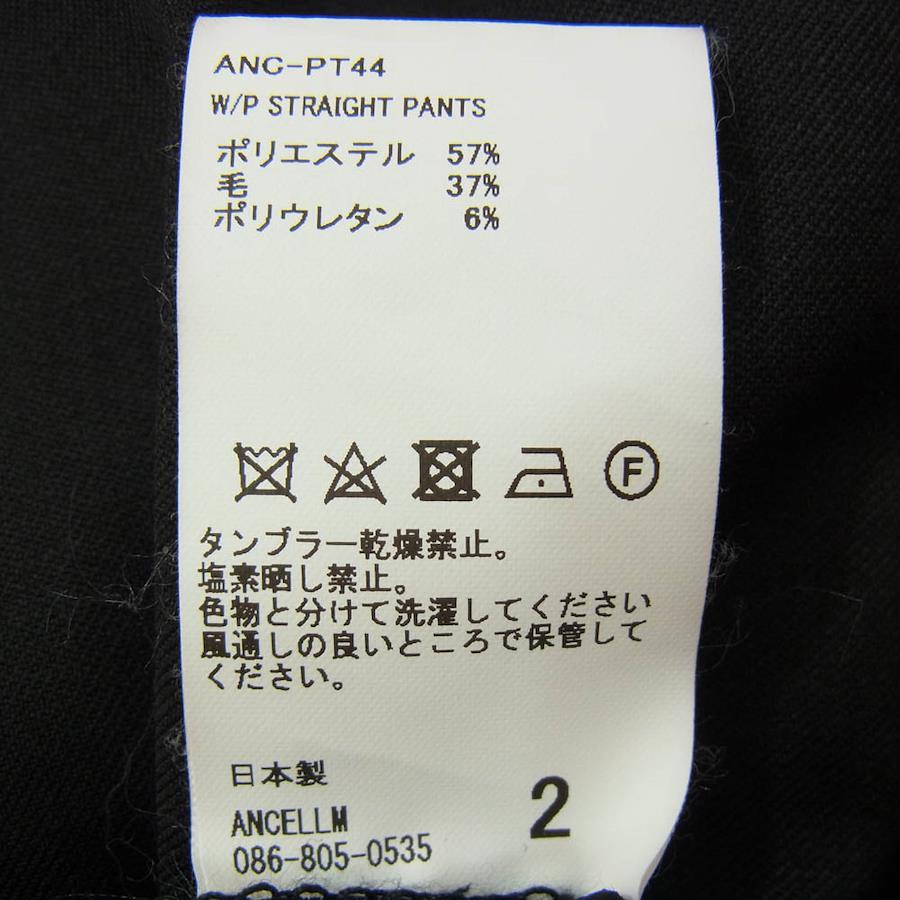 ANC-PT44
W/P STRAIGHT PANTS
ポリエステル 57%
毛 37%
ポリウレタン 6%
F
タンブラー乾燥禁止。
塩素晒し禁止。
色物と分けて洗濯してください
風通しの良いところで保管して
ください。
日本製
ANCELLM
086-805-0535
2